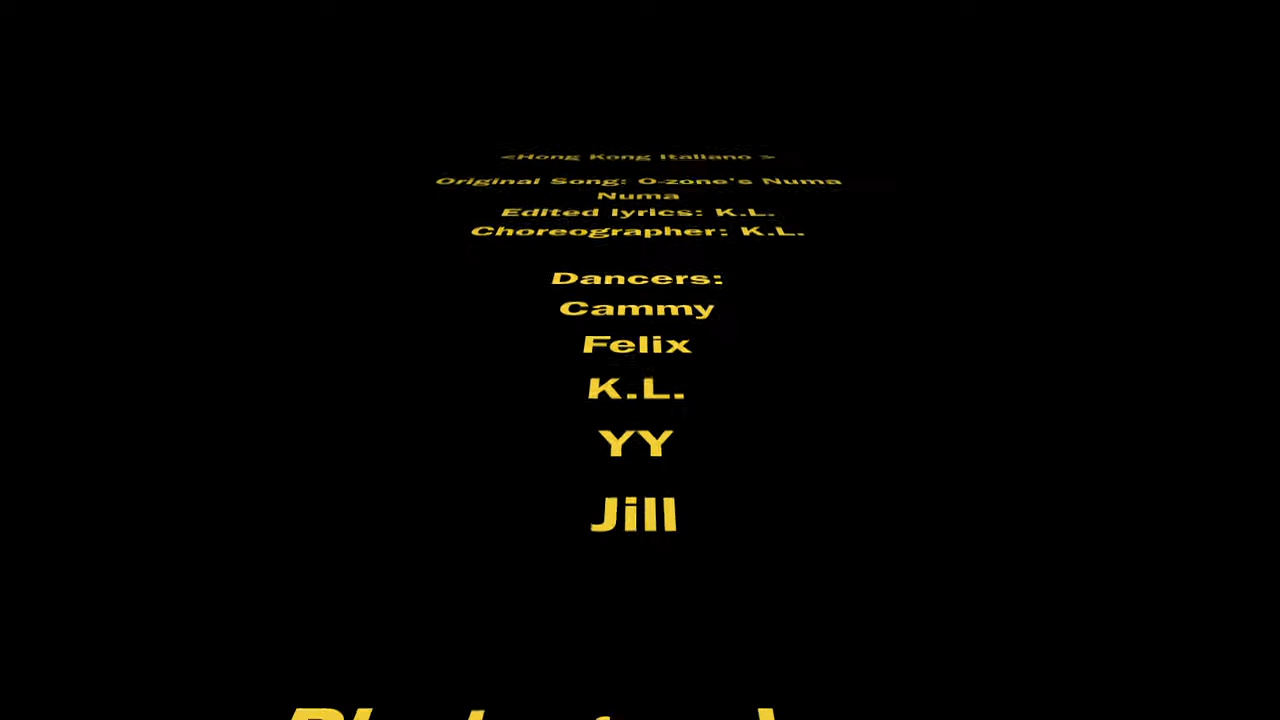 <Hong Kong Italiano >
Original Song: O-zone's Numa
Numa
Edited lyrics: K.L.
Choreographer: K.L.
Dancers:
Cammy
Felix
K.L.
YY
Jill